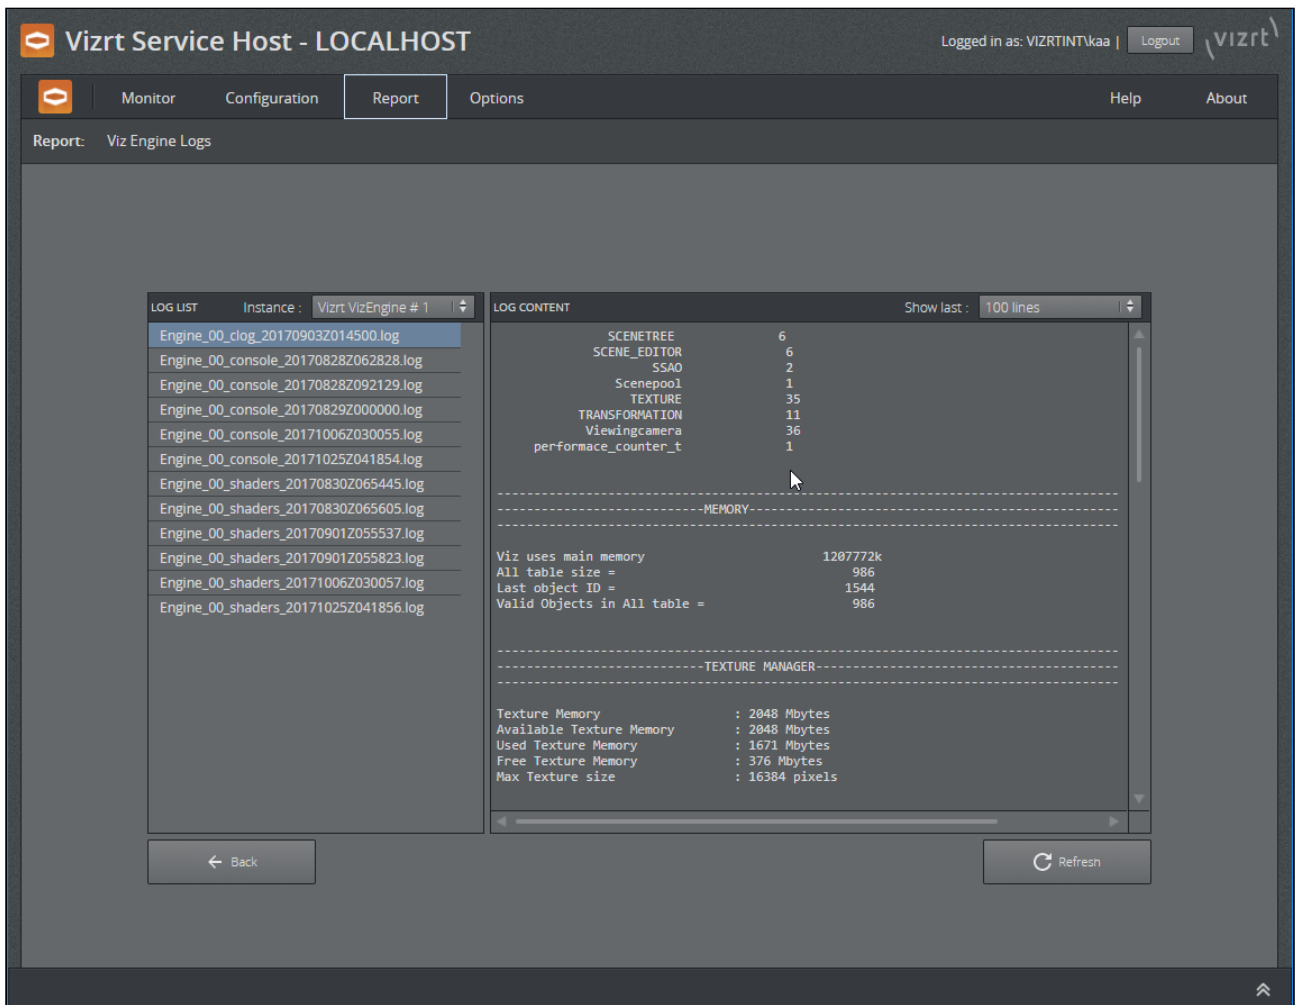 Vizrt Service Host - LOCALHOST
Logged in as: VIZRTINT\kaa | Logout
vizrt
Monitor Configuration Report Options Help About
Report: Viz Engine Logs
LOG LIST Instance : Vizrt VizEngine # 1
Engine_00_clog_20170903Z014500.log
Engine_00_console_20170828Z062828.log
Engine_00_console_20170828Z092129.log
Engine_00_console_20170829Z000000.log
Engine_00_console_20171006Z030055.log
Engine_00_console_20171025Z041854.log
Engine_00_shaders_20170830Z065445.log
Engine_00_shaders_20170830Z065605.log
Engine_00_shaders_20170901Z055537.log
Engine_00_shaders_20170901Z055823.log
Engine_00_shaders_20171006Z030057.log
Engine_00_shaders_20171025Z041856.log
LOG CONTENT Show last : 100 lines
SCENETREE 6
SCENE_EDITOR 6
SSAO 2
Scenepool 1
TEXTURE 35
TRANSFORMATION 11
Viewingcamera 36
performace_counter_t 1
--------------------------MEMORY--------------------------
Viz uses main memory 1207772k
All table size = 986
Last object ID = 1544
Valid Objects in All table = 986
--------------------------TEXTURE MANAGER--------------------------
Texture Memory : 2048 Mbytes
Available Texture Memory : 2048 Mbytes
Used Texture Memory : 1671 Mbytes
Free Texture Memory : 376 Mbytes
Max Texture size : 16384 pixels
Back
Refresh